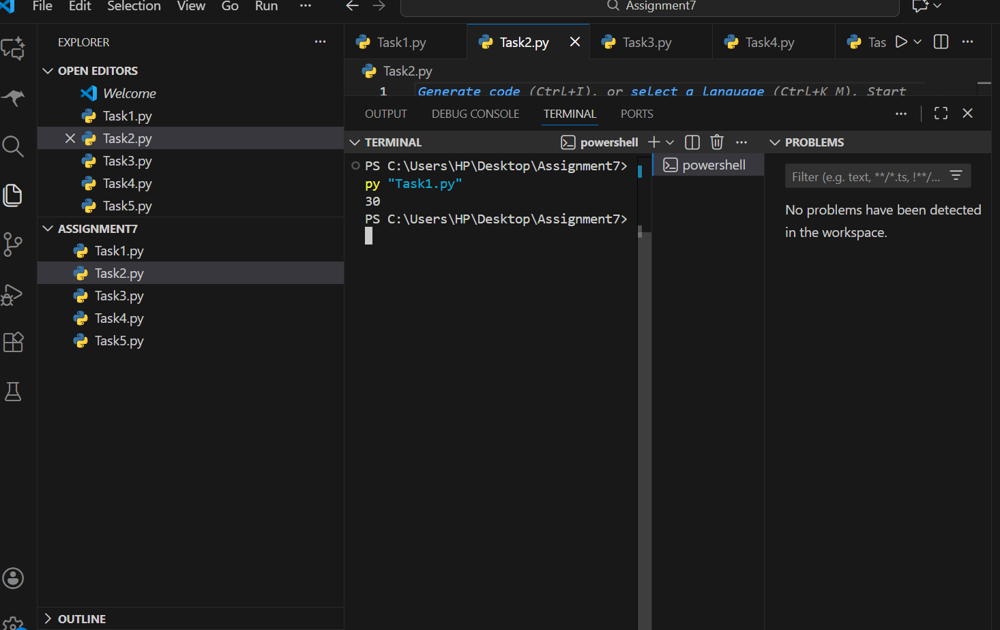 File Edit Selection View Go Run ···
Assignment7
EXPLORER
OPEN EDITORS
Welcome
Task1.py
Task2.py
Task3.py
Task4.py
Task5.py
ASSIGNMENT7
Task1.py
Task2.py
Task3.py
Task4.py
Task5.py
OUTLINE
Task1.py Task2.py Task3.py Task4.py Tas
Task2.py
1 Generate code (Ctrl+I), or select a language (Ctrl+K M). Start
OUTPUT DEBUG CONSOLE TERMINAL PORTS
TERMINAL powershell
PS C:\Users\HP\Desktop\Assignment7>
py "Task1.py"
30
PS C:\Users\HP\Desktop\Assignment7>
powershell
PROBLEMS
Filter (e.g. text, **/*.ts, !**/...
No problems have been detected
in the workspace.